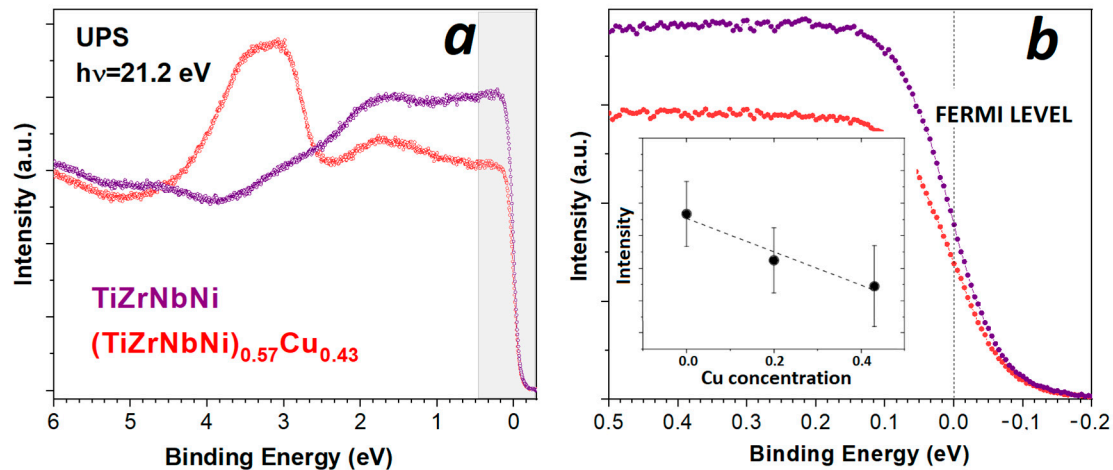 UPS
hν=21.2 eV
a
Intensity (a.u.)
TiZrNbNi
(TiZrNbNi)0.57Cu0.43
6 5 4 3 2 1 0
Binding Energy (eV)
b
FERMI LEVEL
Intensity (a.u.)
Intensity
0.0 0.2 0.4
Cu concentration
0.5 0.4 0.3 0.2 0.1 0.0 -0.1 -0.2
Binding Energy (eV)